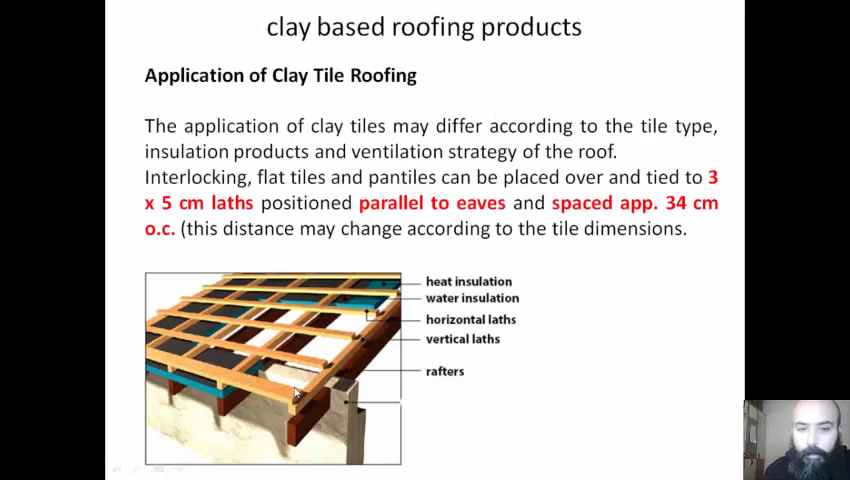 clay based roofing products
Application of Clay Tile Roofing
The application of clay tiles may differ according to the tile type,
insulation products and ventilation strategy of the roof.
Interlocking, flat tiles and pantiles can be placed over and tied to 3
x 5 cm laths positioned parallel to eaves and spaced app. 34 cm
o.c. (this distance may change according to the tile dimensions.
heat insulation
water insulation
horizontal laths
vertical laths
rafters